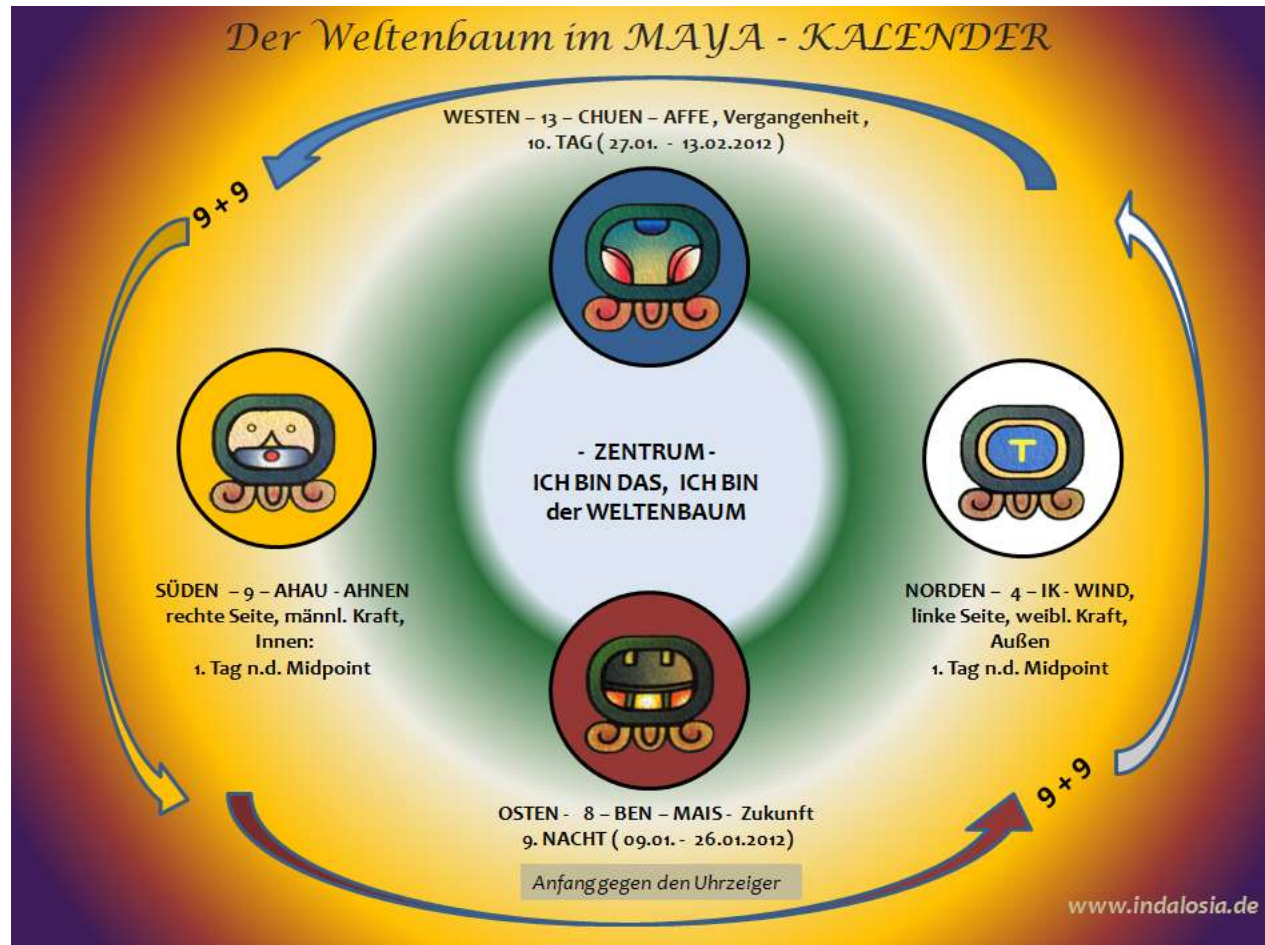 Der Weltenbaum im MAYA - KALENDER
WESTEN – 13 – CHUEN – AFFE , Vergangenheit ,
10. TAG ( 27.01. - 13.02.2012 )
9 + 9
- ZENTRUM -
ICH BIN DAS, ICH BIN
der WELTENBAUM
T
SÜDEN – 9 – AHAU - AHNEN
rechte Seite, männl. Kraft,
Innen:
1. Tag n.d. Midpoint
NORDEN – 4 – IK - WIND,
linke Seite, weibl. Kraft,
Außen
1. Tag n.d. Midpoint
9 + 9
OSTEN - 8 – BEN – MAIS - Zukunft
9. NACHT ( 09.01. - 26.01.2012)
Anfang gegen den Uhrzeiger
www.indalosia.de